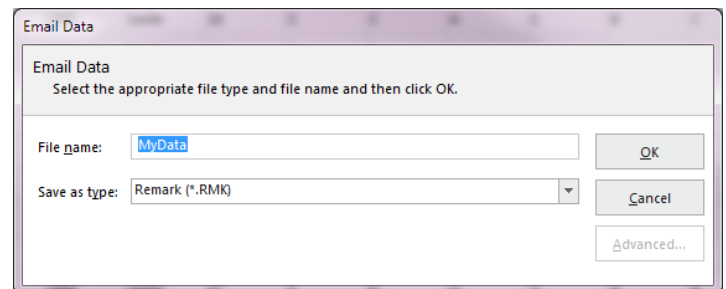 Email Data
Email Data
Select the appropriate file type and file name and then click OK.
File name: MyData OK
Save as type: Remark (*.RMK) Cancel
Advanced...